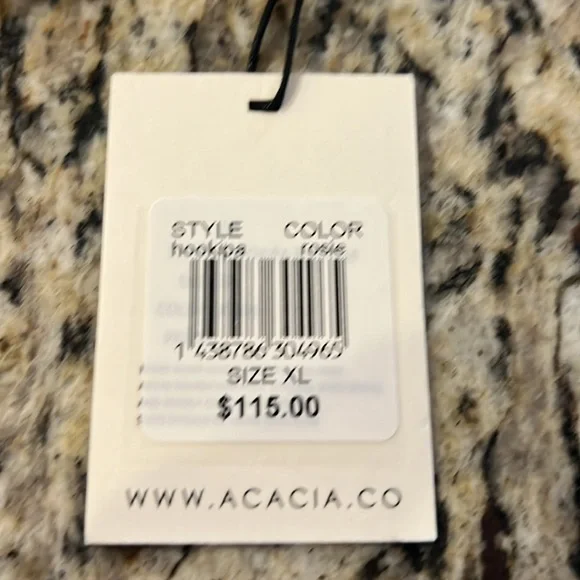 STYLE COLOR
hookipa rosie
1 438786 304965
SIZE XL
$115.00
WWW.ACACIA.CO